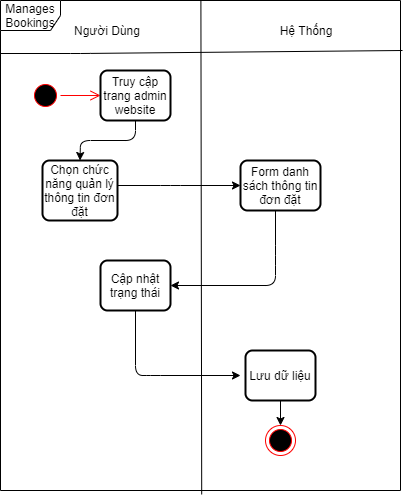 Manages
Bookings
Người Dùng
Hệ Thống
Truy cập
trang admin
website
Chọn chức
năng quản lý
thông tin đơn
đặt
Form danh
sách thông tin
đơn đặt
Cập nhật
trạng thái
Lưu dữ liệu